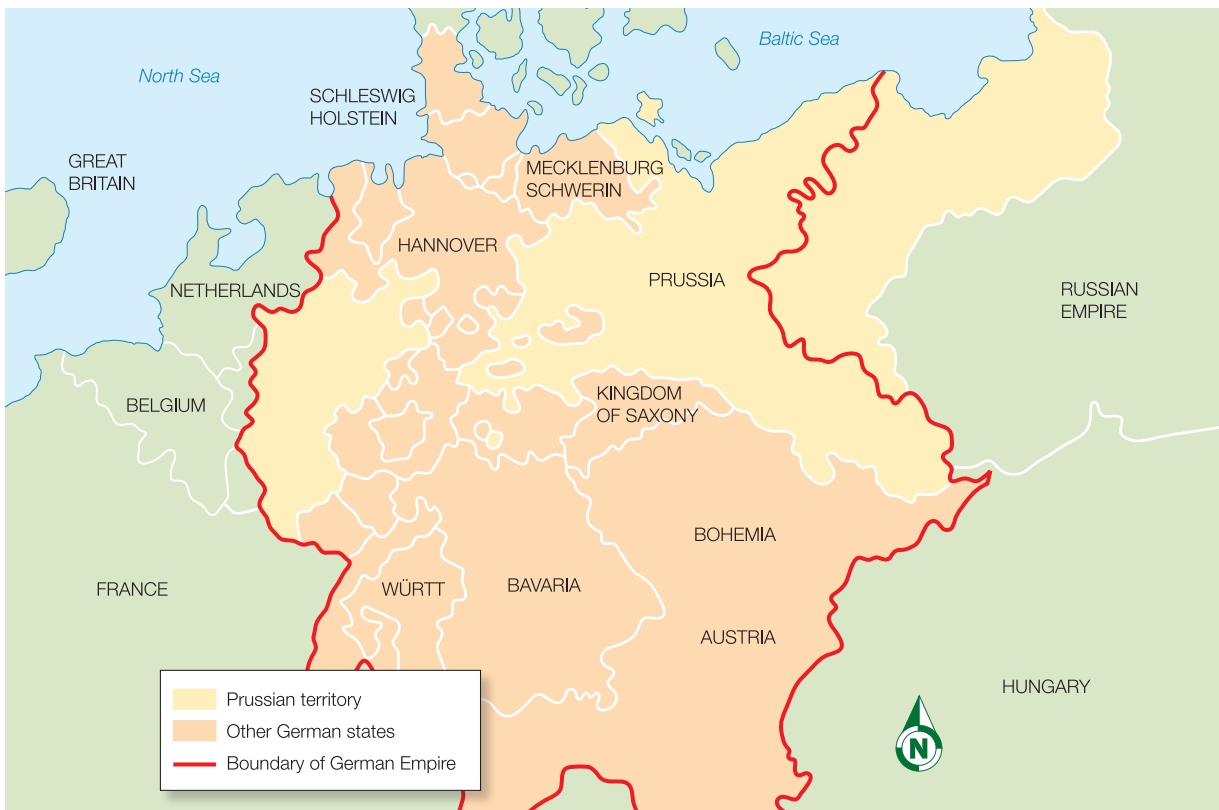 Baltic Sea
North Sea
SCHLESWIG
HOLSTEIN
GREAT
BRITAIN
MECKLENBURG
SCHWERIN
HANNOVER
NETHERLANDS
PRUSSIA
RUSSIAN
EMPIRE
BELGIUM
KINGDOM
OF SAXONY
BOHEMIA
FRANCE
WÜRTT
BAVARIA
AUSTRIA
HUNGARY
Prussian territory
Other German states
Boundary of German Empire
N